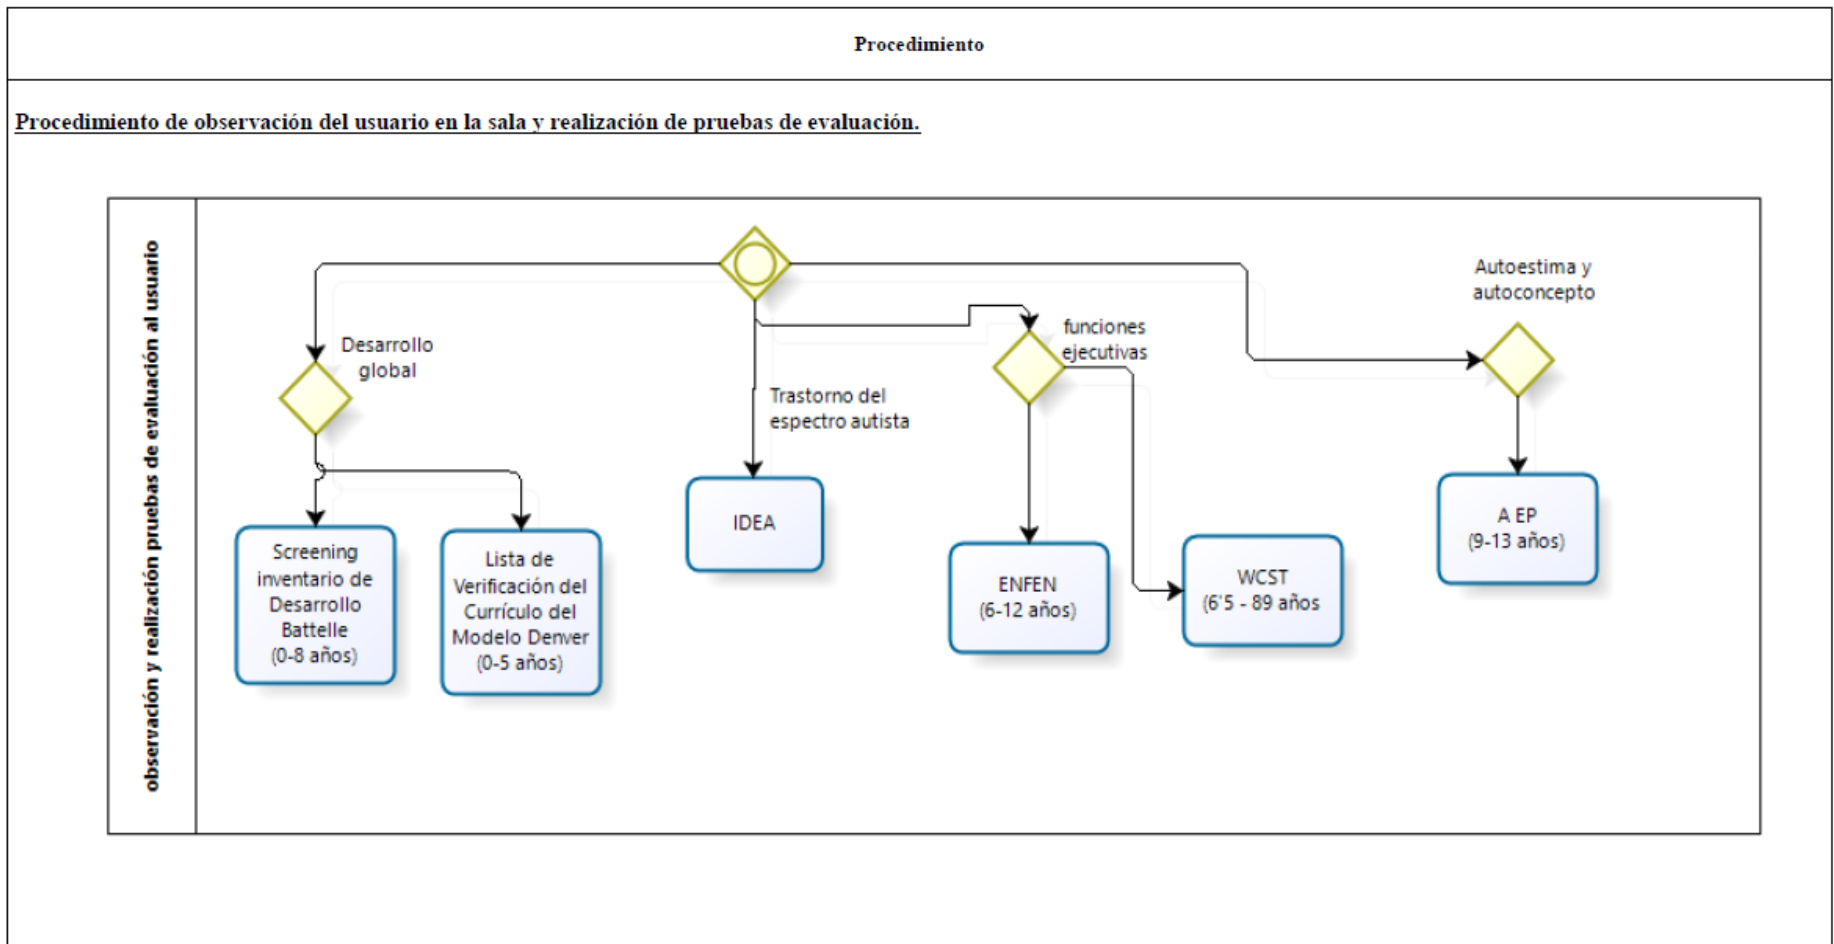 Procedimiento
Procedimiento de observación del usuario en la sala y realización de pruebas de evaluación.
observación y realización pruebas de evaluación al usuario
Desarrollo
global
Screening
inventario de
Desarrollo
Battelle
(0-8 años)
Lista de
Verificación del
Currículo del
Modelo Denver
(0-5 años)
Trastorno del
espectro autista
IDEA
funciones
ejecutivas
ENFEN
(6-12 años)
WCST
(6'5 - 89 años
Autoestima y
autoconcepto
A EP
(9-13 años)